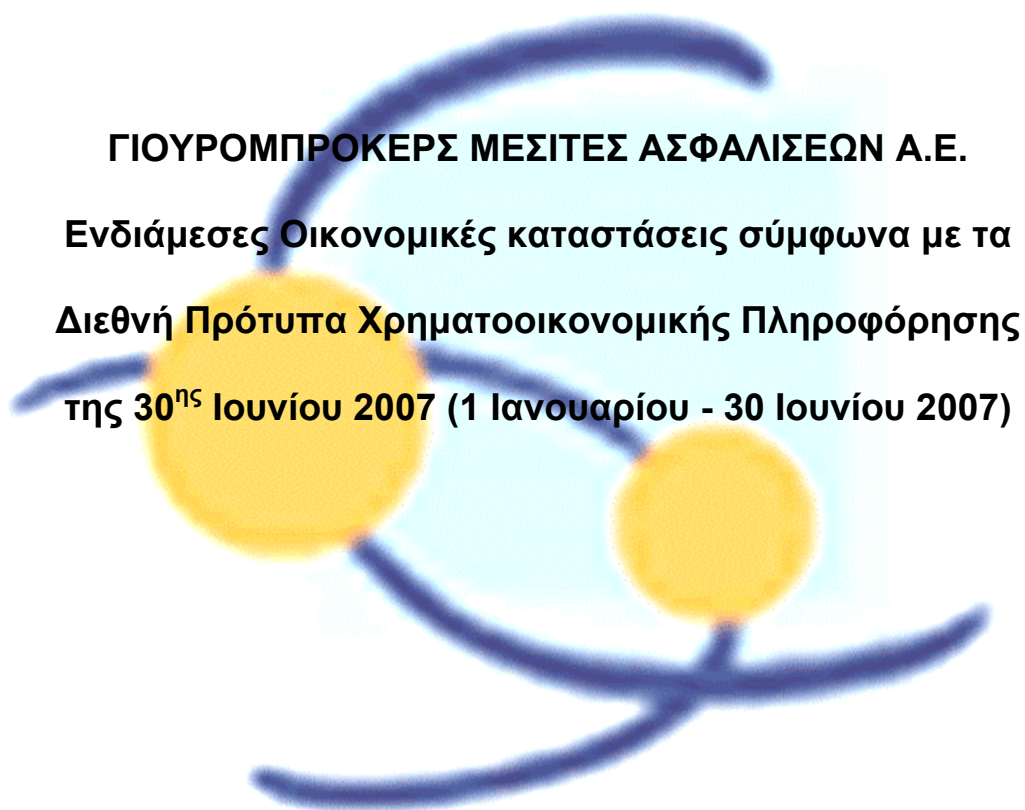 ΓΙΟΥΡΟΜΠΡΟΚΕΡΣ ΜΕΣΙΤΕΣ ΑΣΦΑΛΙΣΕΩΝ Α.Ε.
Ενδιάμεσες Οικονομικές καταστάσεις σύμφωνα με τα
Διεθνή Πρότυπα Χρηματοοικονομικής Πληροφόρησης
της 30ης Ιουνίου 2007 (1 Ιανουαρίου - 30 Ιουνίου 2007)